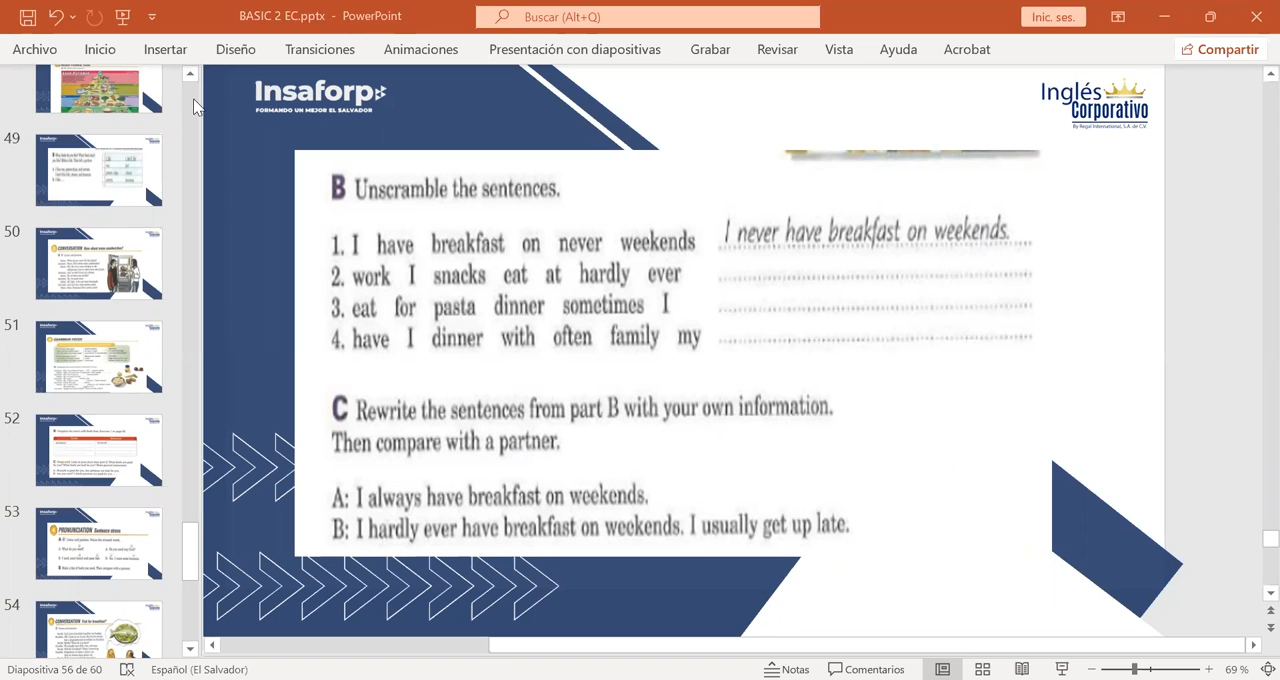 BASIC 2 EC.pptx - PowerPoint
Buscar (Alt+Q)
Inic. ses.
Archivo Inicio Insertar Diseño Transiciones Animaciones Presentación con diapositivas Grabar Revisar Vista Ayuda Acrobat
Compartir
49
50
51
52
53
54
Insaforp
FORMANDO UN MEJOR EL SALVADOR
Inglés
Corporativo
By Regal International, S.A. de C.V.
B Unscramble the sentences.
1. I have breakfast on never weekends I never have breakfast on weekends.
2. work I snacks eat at hardly ever
3. eat for pasta dinner sometimes I
4. have I dinner with often family my
C Rewrite the sentences from part B with your own information.
Then compare with a partner.
A: I always have breakfast on weekends.
B: I hardly ever have breakfast on weekends. I usually get up late.
Diapositiva 56 de 60
Español (El Salvador)
Notas
Comentarios
69 %